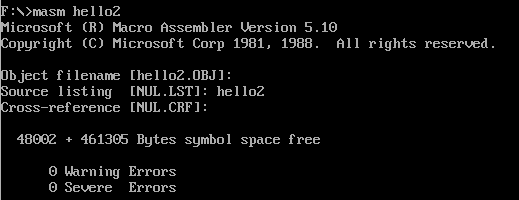 F:\>masm hello2
Microsoft (R) Macro Assembler Version 5.10
Copyright (C) Microsoft Corp 1981, 1988.  All rights reserved.
Object filename [hello2.OBJ]:
Source listing  [NUL.LST]: hello2
Cross-reference [NUL.CRF]:
48002 + 461305 Bytes symbol space free
0 Warning Errors
0 Severe  Errors